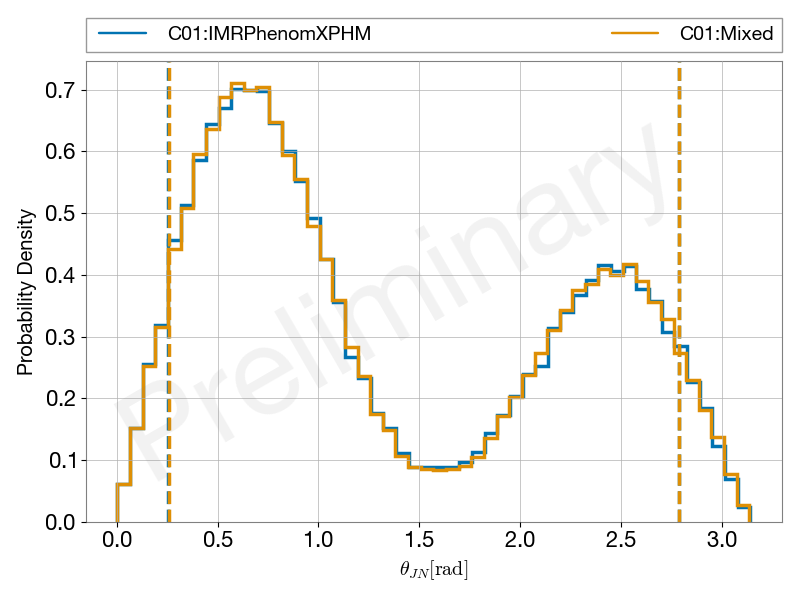 C01:IMRPhenomXPHM C01:Mixed
0.7
0.6
0.5
0.4
0.3
0.2
0.1
0.0
Probability Density
Preliminary
0.0 0.5 1.0 1.5 2.0 2.5 3.0
θ_JN[rad]